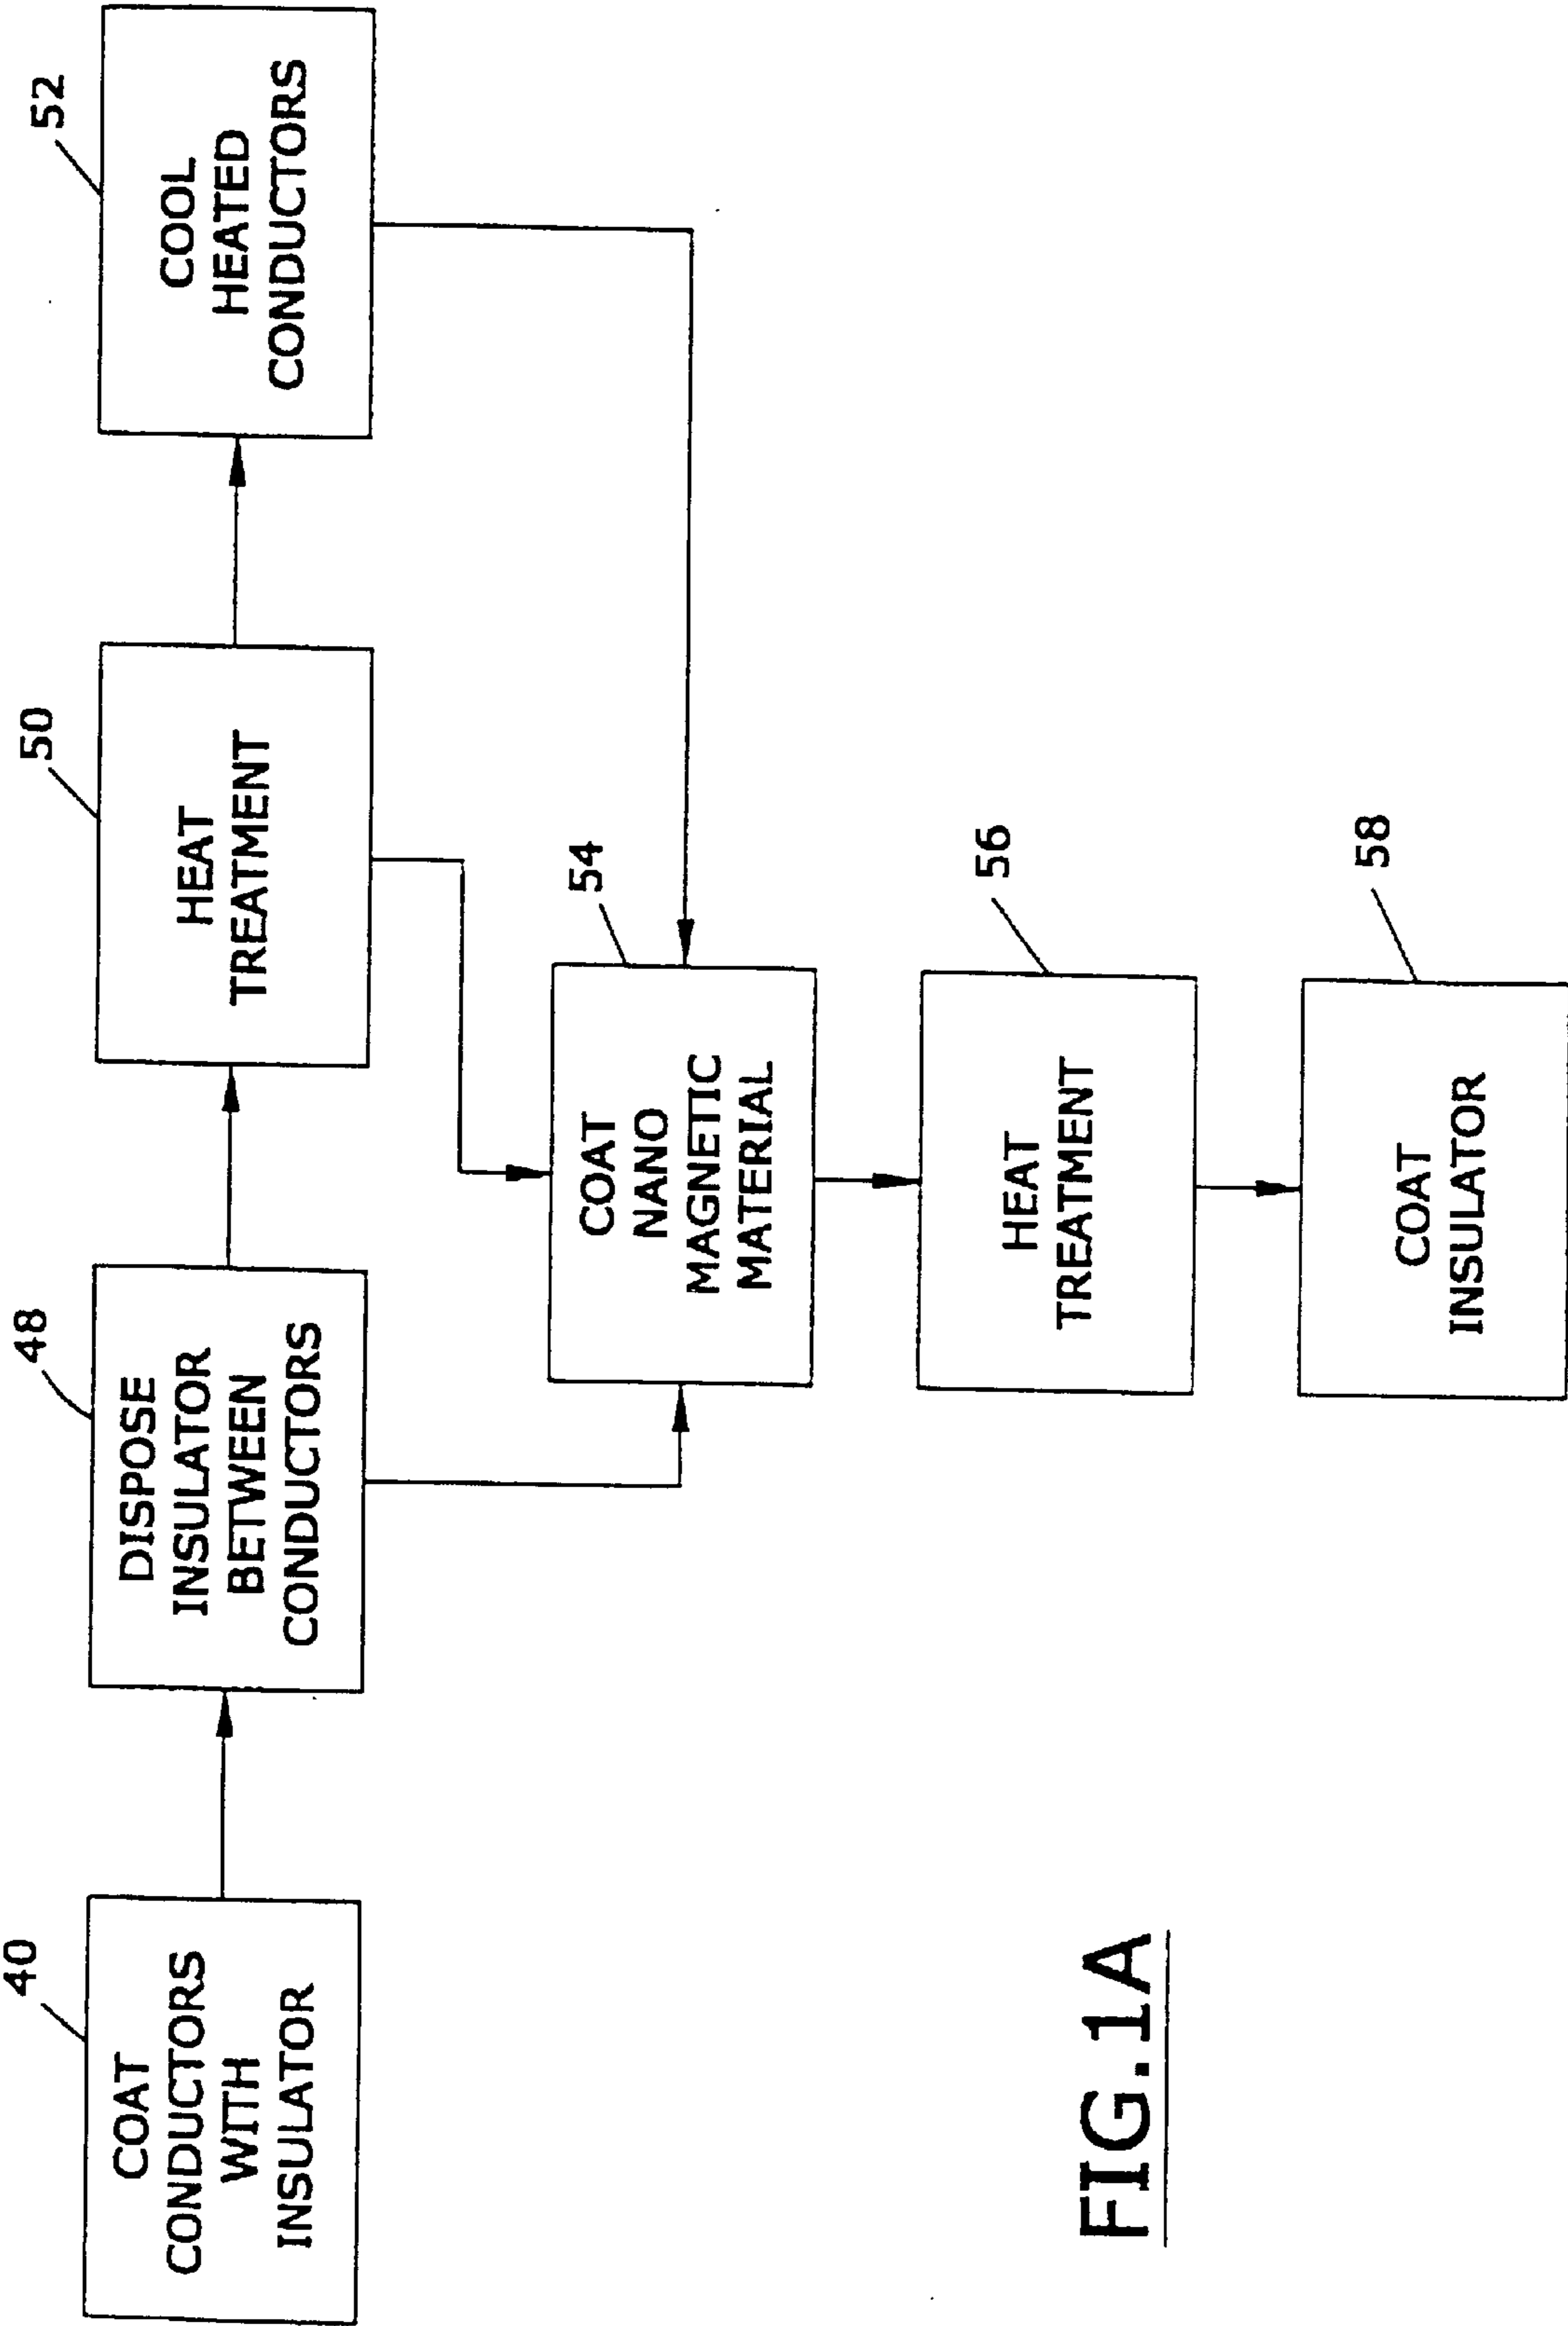 40
COAT
CONDUCTORS
WITH
INSULATOR
48
DISPOSE
INSULATOR
BETWEEN
CONDUCTORS
50
HEAT
TREATMENT
52
COOL
HEATED
CONDUCTORS
54
COAT
NANO
MAGNETIC
MATERIAL
56
HEAT
TREATMENT
58
COAT
INSULATOR
FIG.1A